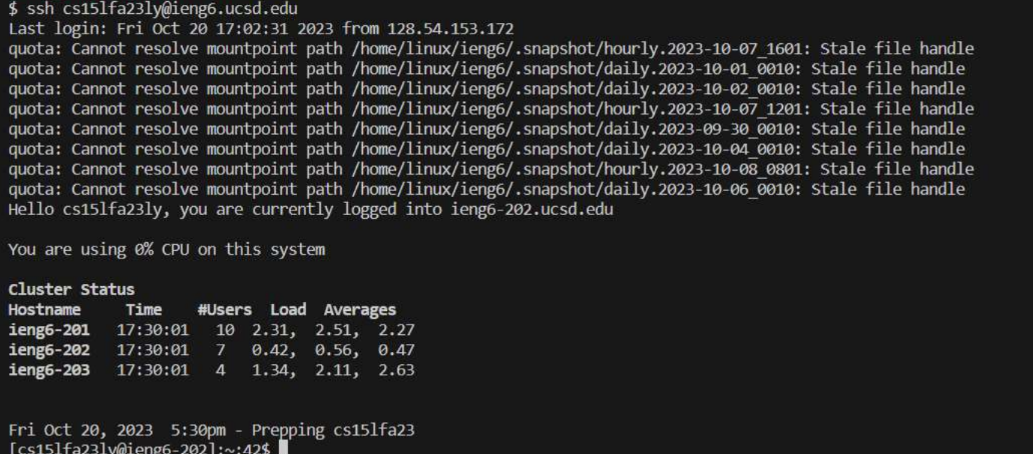 $ ssh cs15lfa23ly@ieng6.ucsd.edu
Last login: Fri Oct 20 17:02:31 2023 from 128.54.153.172
quota: Cannot resolve mountpoint path /home/linux/ieng6/.snapshot/hourly.2023-10-07_1601: Stale file handle
quota: Cannot resolve mountpoint path /home/linux/ieng6/.snapshot/daily.2023-10-01_0010: Stale file handle
quota: Cannot resolve mountpoint path /home/linux/ieng6/.snapshot/daily.2023-10-02_0010: Stale file handle
quota: Cannot resolve mountpoint path /home/linux/ieng6/.snapshot/hourly.2023-10-07_1201: Stale file handle
quota: Cannot resolve mountpoint path /home/linux/ieng6/.snapshot/daily.2023-09-30_0010: Stale file handle
quota: Cannot resolve mountpoint path /home/linux/ieng6/.snapshot/daily.2023-10-04_0010: Stale file handle
quota: Cannot resolve mountpoint path /home/linux/ieng6/.snapshot/hourly.2023-10-08_0801: Stale file handle
quota: Cannot resolve mountpoint path /home/linux/ieng6/.snapshot/daily.2023-10-06_0010: Stale file handle
Hello cs15lfa23ly, you are currently logged into ieng6-202.ucsd.edu
You are using 0% CPU on this system
Cluster Status
Hostname Time #Users Load Averages
ieng6-201 17:30:01 10 2.31, 2.51, 2.27
ieng6-202 17:30:01 7 0.42, 0.56, 0.47
ieng6-203 17:30:01 4 1.34, 2.11, 2.63
Fri Oct 20, 2023 5:30pm - Prepping cs15lfa23
[cs15lfa23ly@ieng6-202]:~:42$